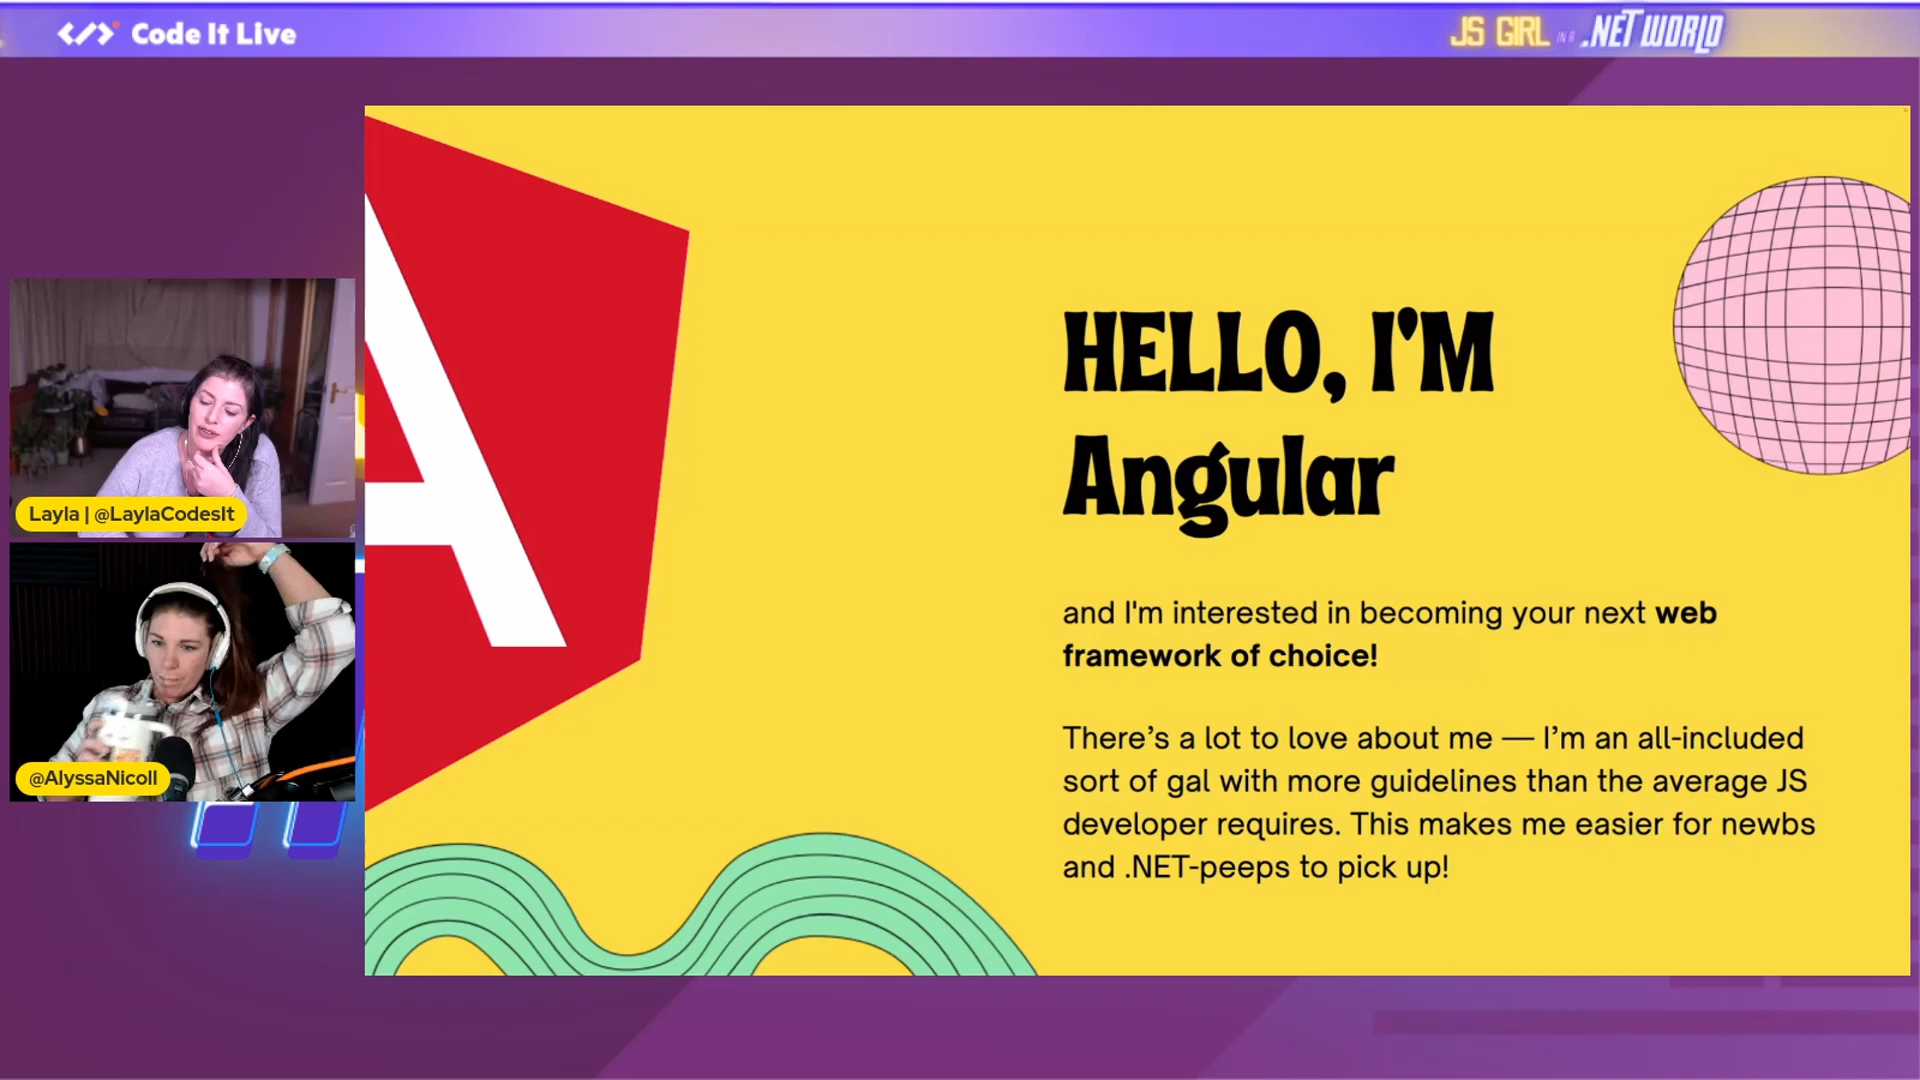 Code It Live
JS GIRL IN A .NET WORLD
HELLO, I'M
Angular
and I'm interested in becoming your next web
framework of choice!
There’s a lot to love about me — I’m an all-included
sort of gal with more guidelines than the average JS
developer requires. This makes me easier for newbs
and .NET-peeps to pick up!
Layla | @LaylaCodesIt
@AlyssaNicoll